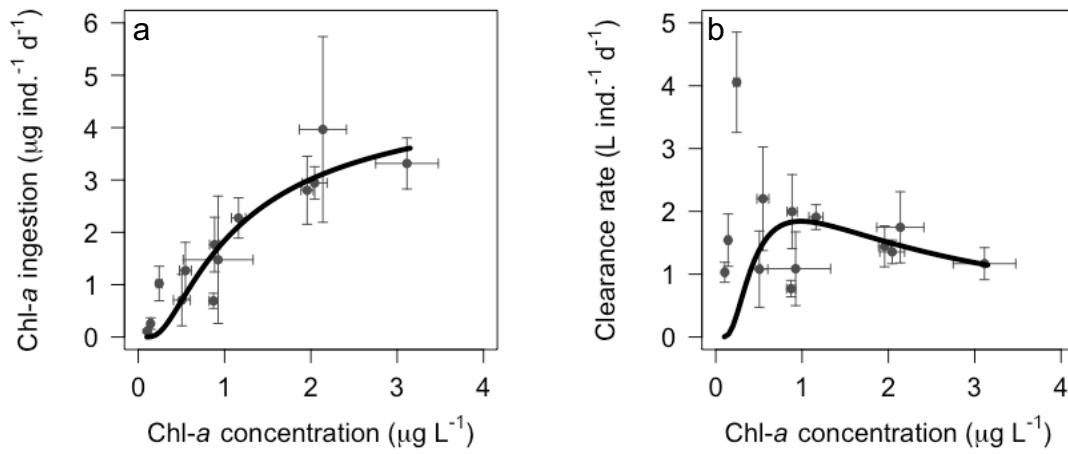 a
Chl-a ingestion (µg ind.⁻¹ d⁻¹)
6
5
4
3
2
1
0
0 1 2 3 4
Chl-a concentration (µg L⁻¹)
b
Clearance rate (L ind.⁻¹ d⁻¹)
5
4
3
2
1
0
0 1 2 3 4
Chl-a concentration (µg L⁻¹)